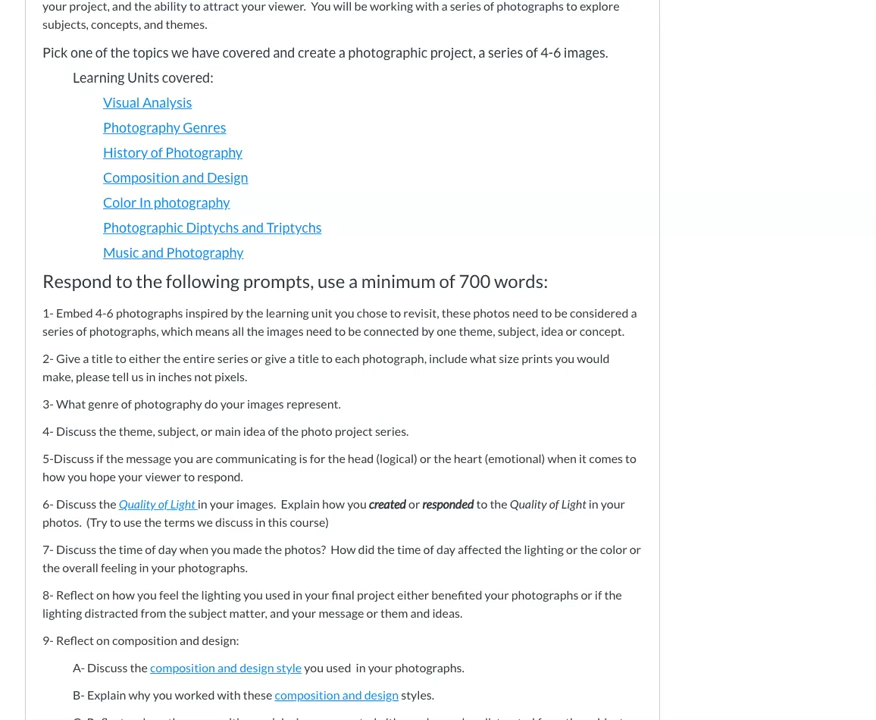 your project, and the ability to attract your viewer.  You will be working with a series of photographs to explore
subjects, concepts, and themes.
Pick one of the topics we have covered and create a photographic project, a series of 4-6 images.
Learning Units covered:
Visual Analysis
Photography Genres
History of Photography
Composition and Design
Color In photography
Photographic Diptychs and Triptychs
Music and Photography
Respond to the following prompts, use a minimum of 700 words:
1- Embed 4-6 photographs inspired by the learning unit you chose to revisit, these photos need to be considered a
series of photographs, which means all the images need to be connected by one theme, subject, idea or concept.
2- Give a title to either the entire series or give a title to each photograph, include what size prints you would
make, please tell us in inches not pixels.
3- What genre of photography do your images represent.
4- Discuss the theme, subject, or main idea of the photo project series.
5-Discuss if the message you are communicating is for the head (logical) or the heart (emotional) when it comes to
how you hope your viewer to respond.
6- Discuss the Quality of Light in your images.  Explain how you created or responded to the Quality of Light in your
photos.  (Try to use the terms we discuss in this course)
7- Discuss the time of day when you made the photos?  How did the time of day affected the lighting or the color or
the overall feeling in your photographs.
8- Reflect on how you feel the lighting you used in your final project either benefited your photographs or if the
lighting distracted from the subject matter, and your message or them and ideas.
9- Reflect on composition and design:
A- Discuss the composition and design style you used  in your photographs.
B- Explain why you worked with these composition and design styles.